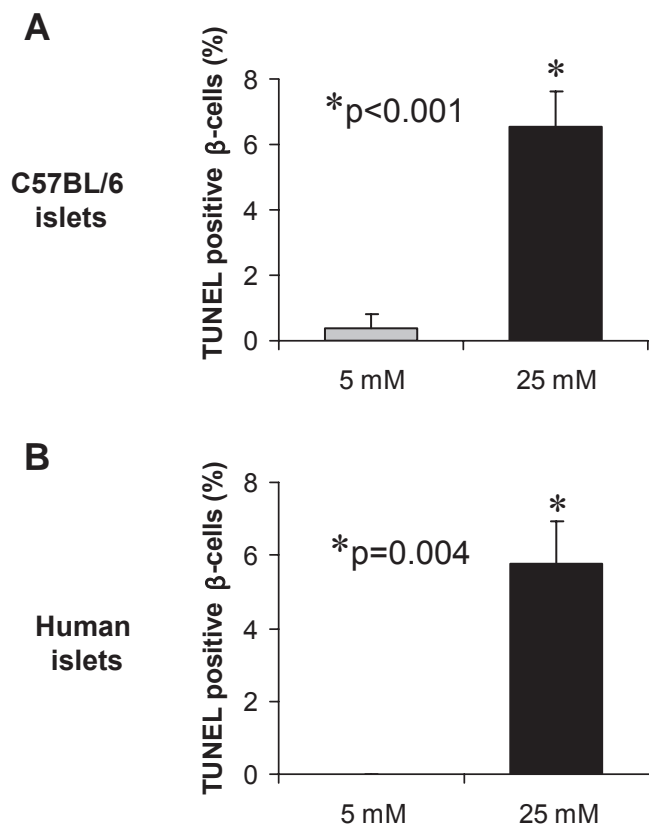 A
TUNEL positive β-cells (%)
8
6
4
2
0
*p<0.001
*
C57BL/6
islets
5 mM
25 mM
B
TUNEL positive β-cells (%)
8
6
4
2
0
*p=0.004
*
Human
islets
5 mM
25 mM